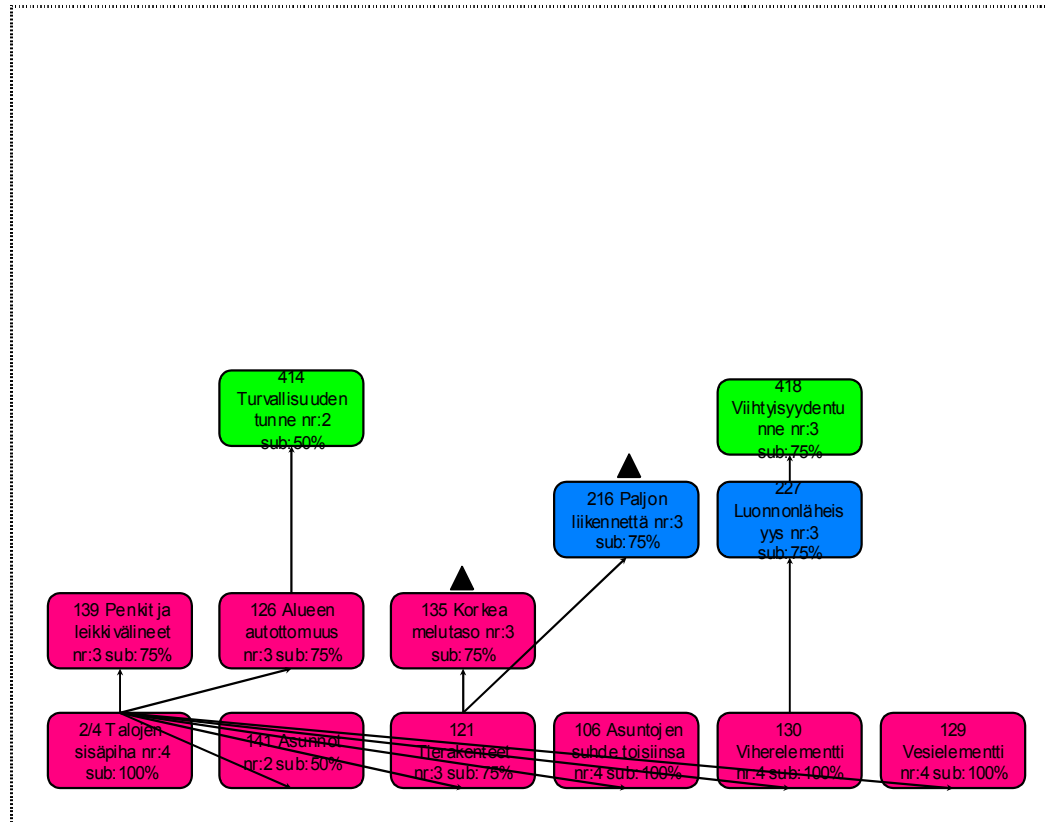 414
Turvallisuuden
tunne nr:2
sub:50%
418
Viihtyisyydentu
nne nr:3
sub:75%
216 Paljon
liikennettä nr:3
sub:75%
227
Luonnonläheis
yys nr:3
sub:75%
139 Penkit ja
leikkivälineet
nr:3 sub:75%
126 Alueen
autottomuus
nr:3 sub:75%
135 Korkea
melutaso nr:3
sub:75%
2/4 Talojen
sisäpiha nr:4
sub:100%
141 Asunnot
nr:2 sub:50%
121
Tierakenteet
nr:3 sub:75%
106 Asuntojen
suhde toisiinsa
nr:4 sub:100%
130
Viherelementti
nr:4 sub:100%
129
Vesielementti
nr:4 sub:100%